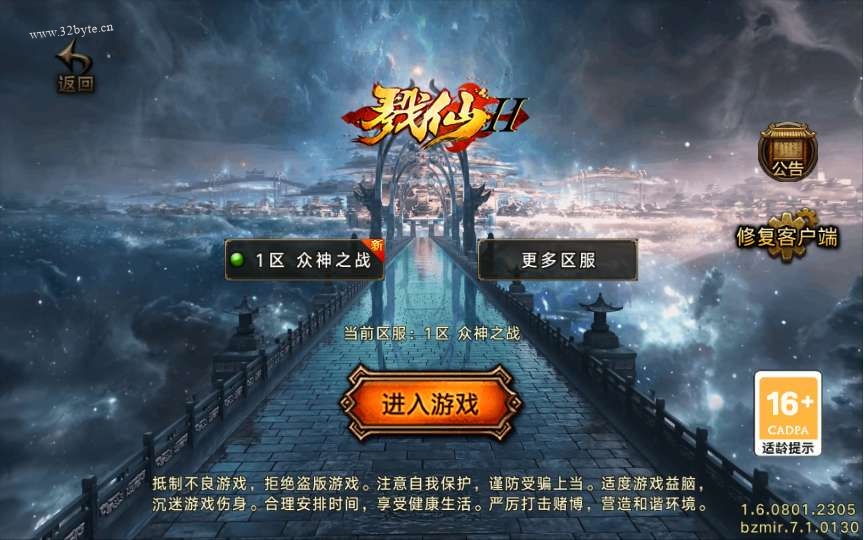 www.32byte.cn
返回
戮仙II
公告
修复客户端
1区 众神之战
新
更多区服
当前区服：1区 众神之战
进入游戏
16+
CADPA
适龄提示
抵制不良游戏，拒绝盗版游戏。注意自我保护，谨防受骗上当。适度游戏益脑，
沉迷游戏伤身。合理安排时间，享受健康生活。严厉打击赌博，营造和谐环境。
1.6.0801.2305
bzmir.7.1.0130